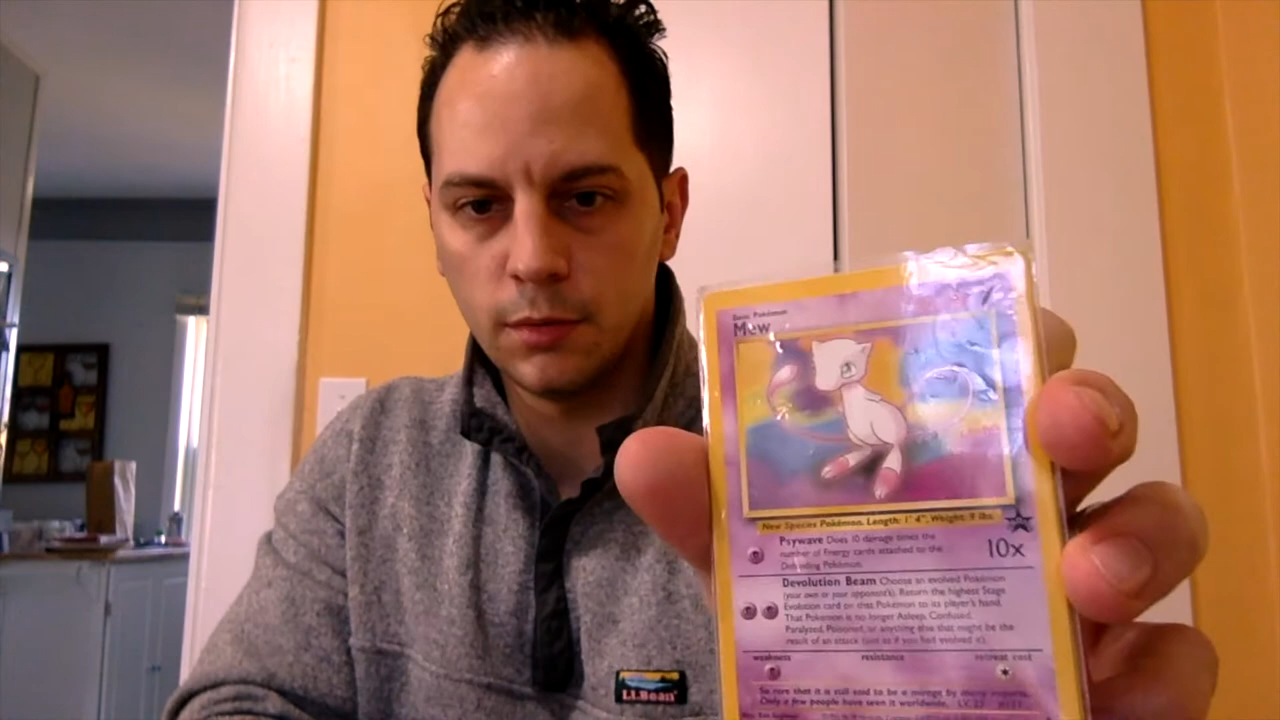 Basic Pokémon
Mew
New Species Pokémon. Length: 1' 4", Weight: 9 lbs.
Psywave Does 10 damage times the
number of Energy cards attached to the
Defending Pokémon.
10x
Devolution Beam Choose an evolved Pokémon
(your own or your opponent's). Return the highest Stage
Evolution card on that Pokémon to its player's hand.
That Pokémon is no longer Asleep, Confused,
Paralyzed, Poisoned, or anything else that might be the
result of an attack (just as if you had evolved it).
weakness resistance retreat cost
So rare that it is still said to be a mirage by many experts.
Only a few people have seen it worldwide.
L.L.Bean